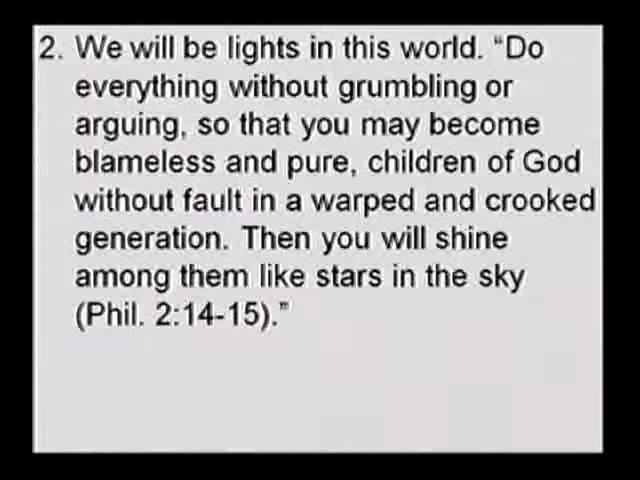 2. We will be lights in this world. “Do
everything without grumbling or
arguing, so that you may become
blameless and pure, children of God
without fault in a warped and crooked
generation. Then you will shine
among them like stars in the sky
(Phil. 2:14-15).”